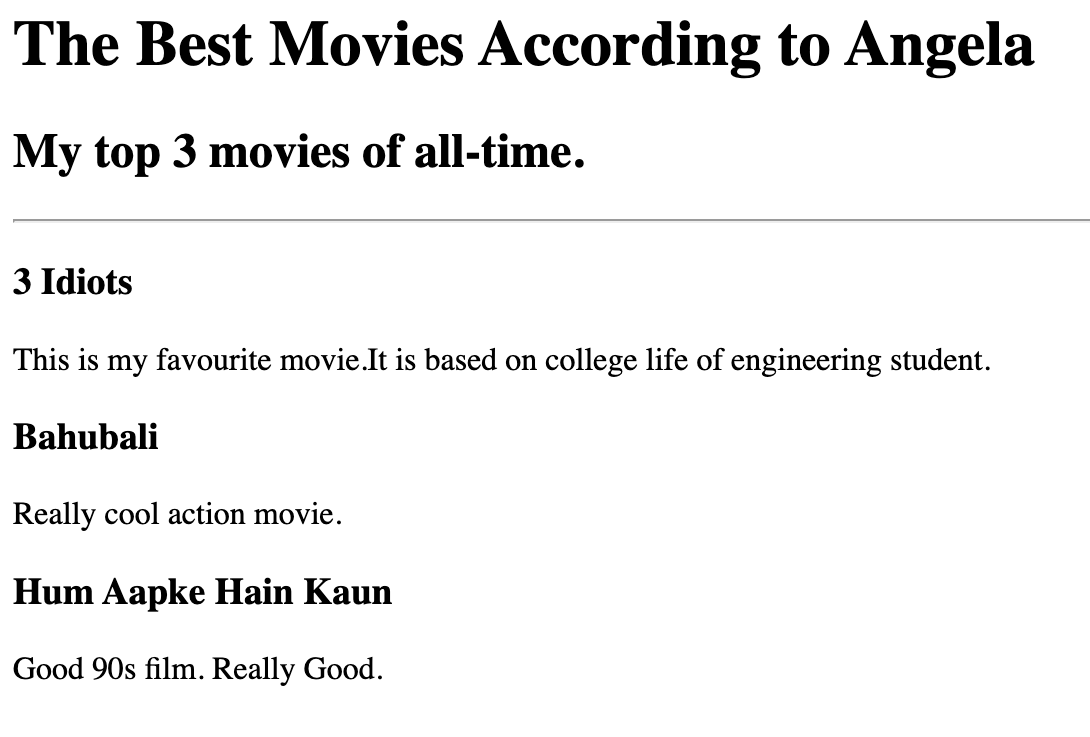 The Best Movies According to Angela
My top 3 movies of all-time.
3 Idiots
This is my favourite movie.It is based on college life of engineering student.
Bahubali
Really cool action movie.
Hum Aapke Hain Kaun
Good 90s film. Really Good.